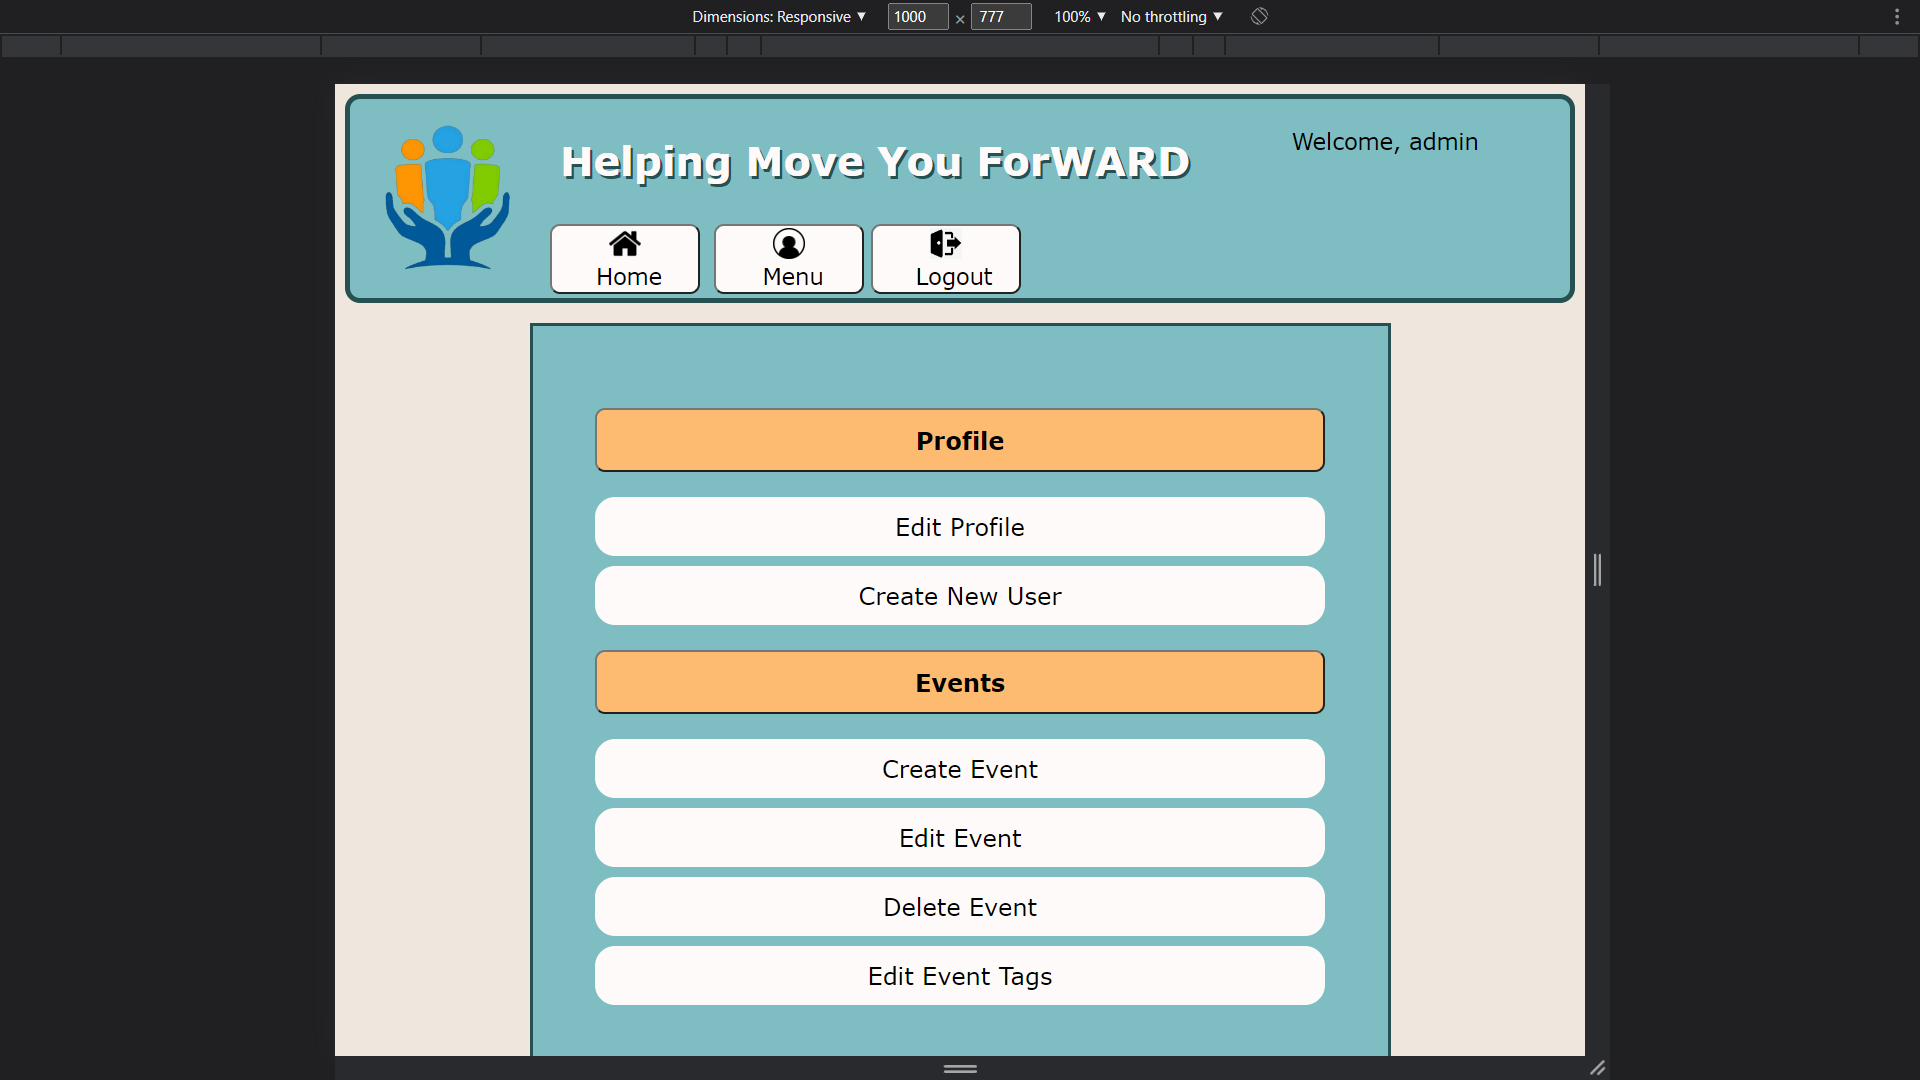 Dimensions: Responsive ▼ 1000 × 777 100% ▼ No throttling ▼
Welcome, admin
Helping Move You ForWARD
Home Menu Logout
Profile
Edit Profile
Create New User
Events
Create Event
Edit Event
Delete Event
Edit Event Tags